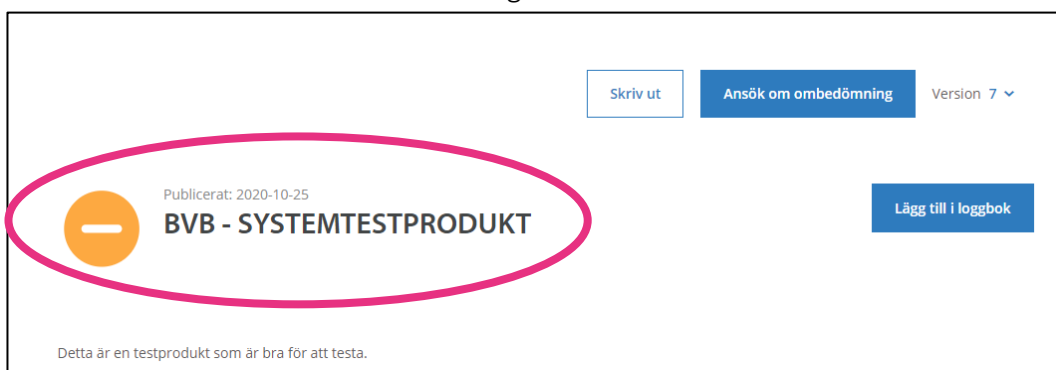 Skriv ut
Ansök om ombedömning
Version 7
Publicerat: 2020-10-25
BVB - SYSTEMTESTPRODUKT
Lägg till i loggbok
Detta är en testprodukt som är bra för att testa.